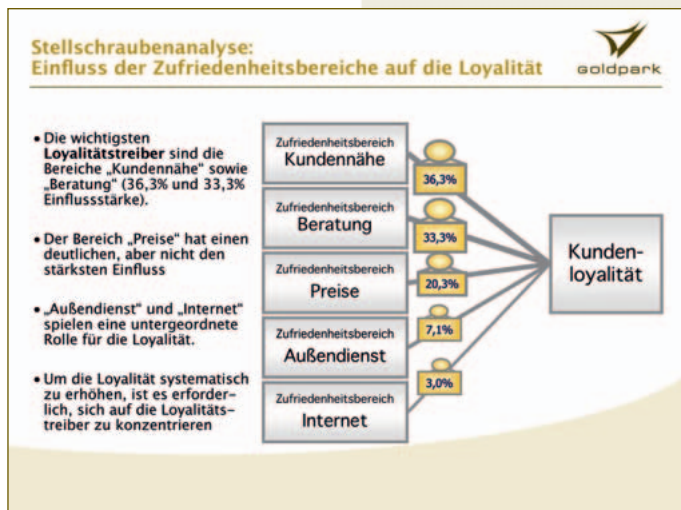 Stellschraubenanalyse:
Einfluss der Zufriedenheitsbereiche auf die Loyalität
Goldpark
• Die wichtigsten
Loyalitätstreiber sind die
Bereiche „Kundennähe“ sowie
„Beratung“ (36,3% und 33,3%
Einflussstärke).
• Der Bereich „Preise“ hat einen
deutlichen, aber nicht den
stärksten Einfluss
• „Außendienst“ und „Internet“
spielen eine untergeordnete
Rolle für die Loyalität.
• Um die Loyalität systematisch
zu erhöhen, ist es erforder-
lich, sich auf die Loyalitäts-
treiber zu konzentrieren
Zufriedenheitsbereich
Kundennähe
36,3%
Zufriedenheitsbereich
Beratung
33,3%
Zufriedenheitsbereich
Preise
20,3%
Zufriedenheitsbereich
Außendienst
7,1%
Zufriedenheitsbereich
Internet
3,0%
Kunden-
loyalität